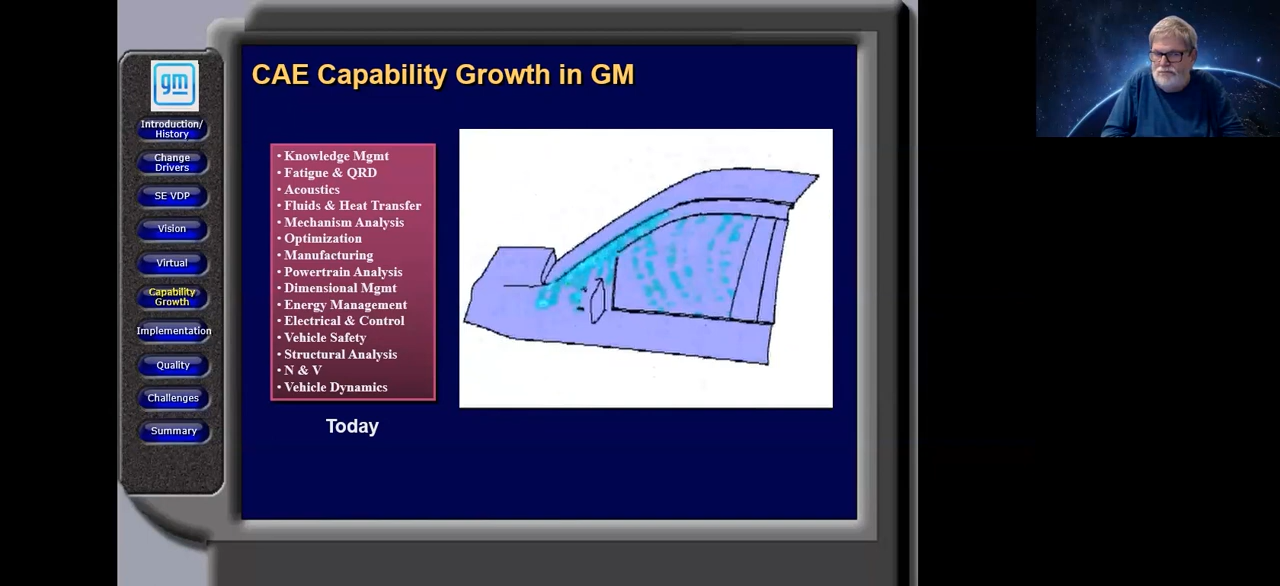 CAE Capability Growth in GM
gm
Introduction/
History
Change
Drivers
SE VDP
Vision
Virtual
Capability
Growth
Implementation
Quality
Challenges
Summary
• Knowledge Mgmt
• Fatigue & QRD
• Acoustics
• Fluids & Heat Transfer
• Mechanism Analysis
• Optimization
• Manufacturing
• Powertrain Analysis
• Dimensional Mgmt
• Energy Management
• Electrical & Control
• Vehicle Safety
• Structural Analysis
• N & V
• Vehicle Dynamics
Today